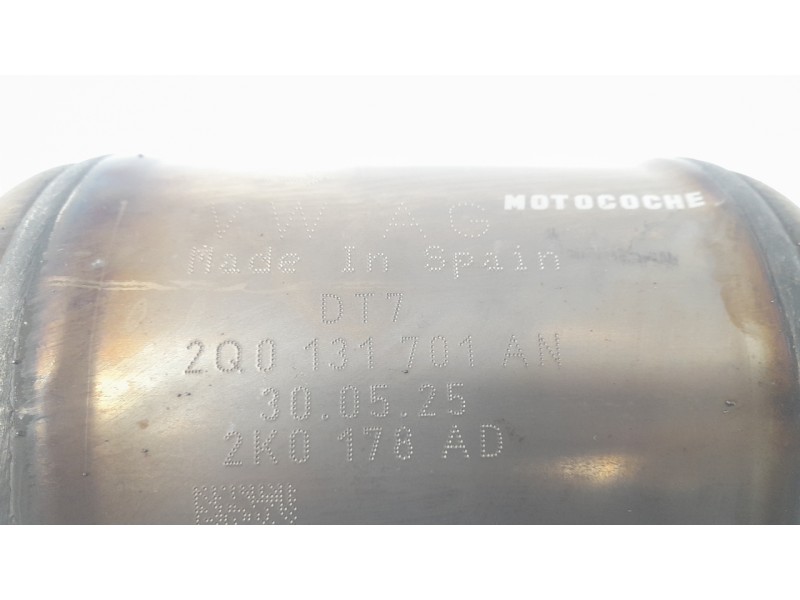 VW AG
MOTOCOCHE
Made In Spain
DT7
2Q0 131 701 AN
30.05.25
2K0 178 AD